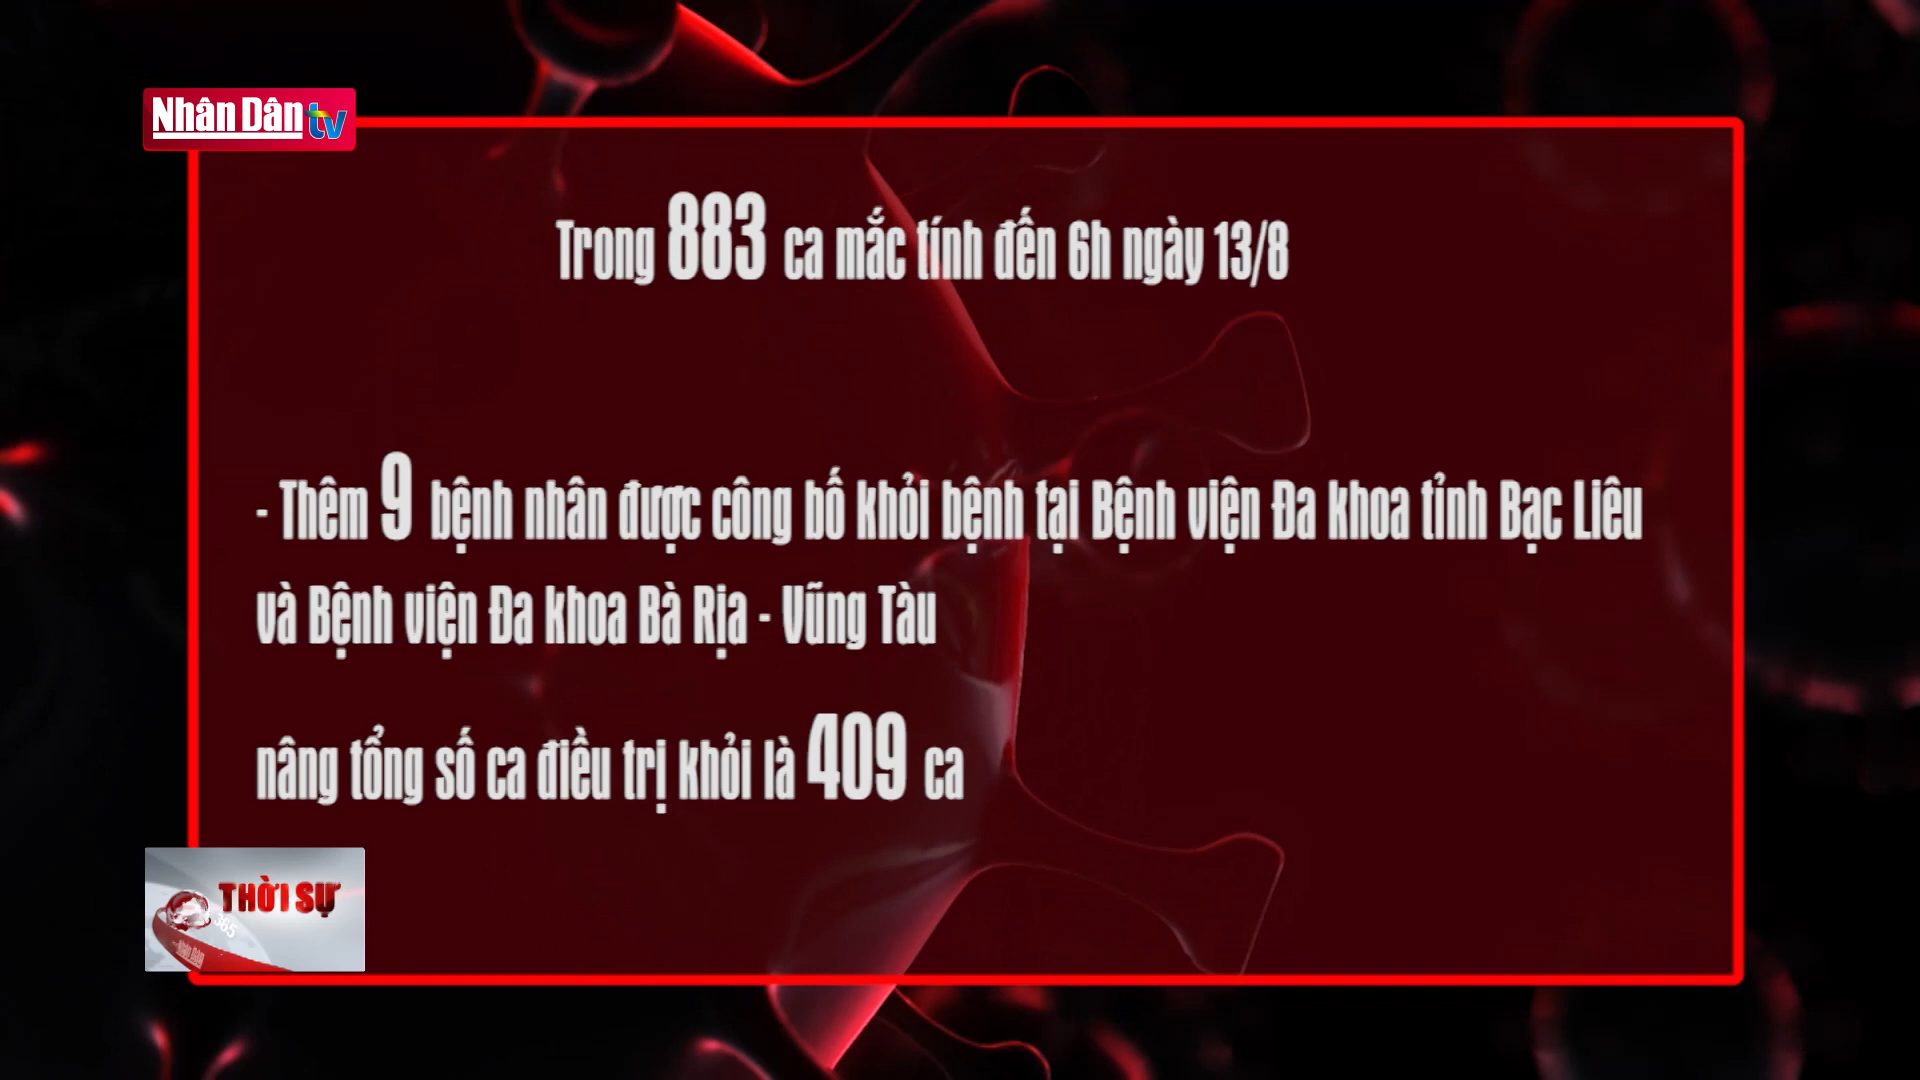 Nhân Dân tv
Trong 883 ca mắc tính đến 6h ngày 13/8
- Thêm 9 bệnh nhân được công bố khỏi bệnh tại Bệnh viện Đa khoa tỉnh Bạc Liêu
và Bệnh viện Đa khoa Bà Rịa - Vũng Tàu
nâng tổng số ca điều trị khỏi là 409 ca
THỜI SỰ
365